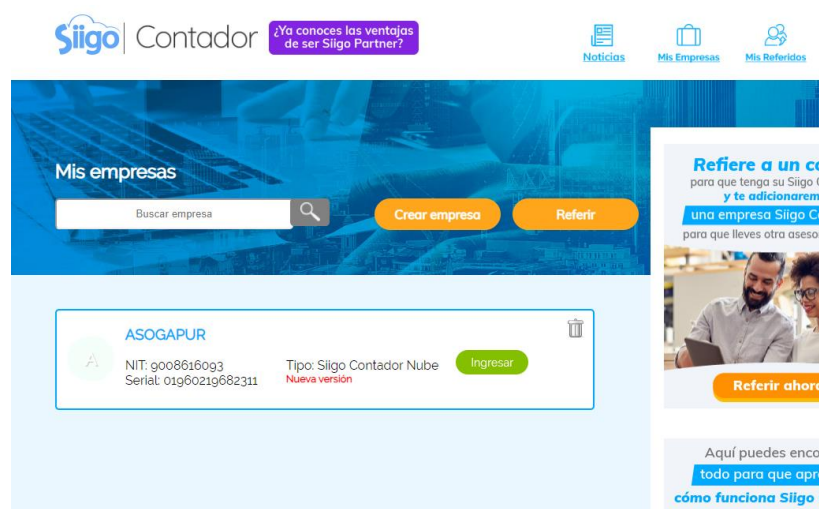 Siigo Contador
¿Ya conoces las ventajas
de ser Siigo Partner?
Noticias
Mis Empresas
Mis Referidos
Mis empresas
Buscar empresa
Crear empresa
Referir
ASOGAPUR
A
NIT: 9008616093
Serial: 01960219682311
Tipo: Siigo Contador Nube
Nueva versión
Ingresar
Refiere a un co
para que tenga su Siigo C
y te adicionarem
una empresa Siigo Co
para que lleves otra aseso
Referir ahora
Aquí puedes enco
todo para que apr
cómo funciona Siigo